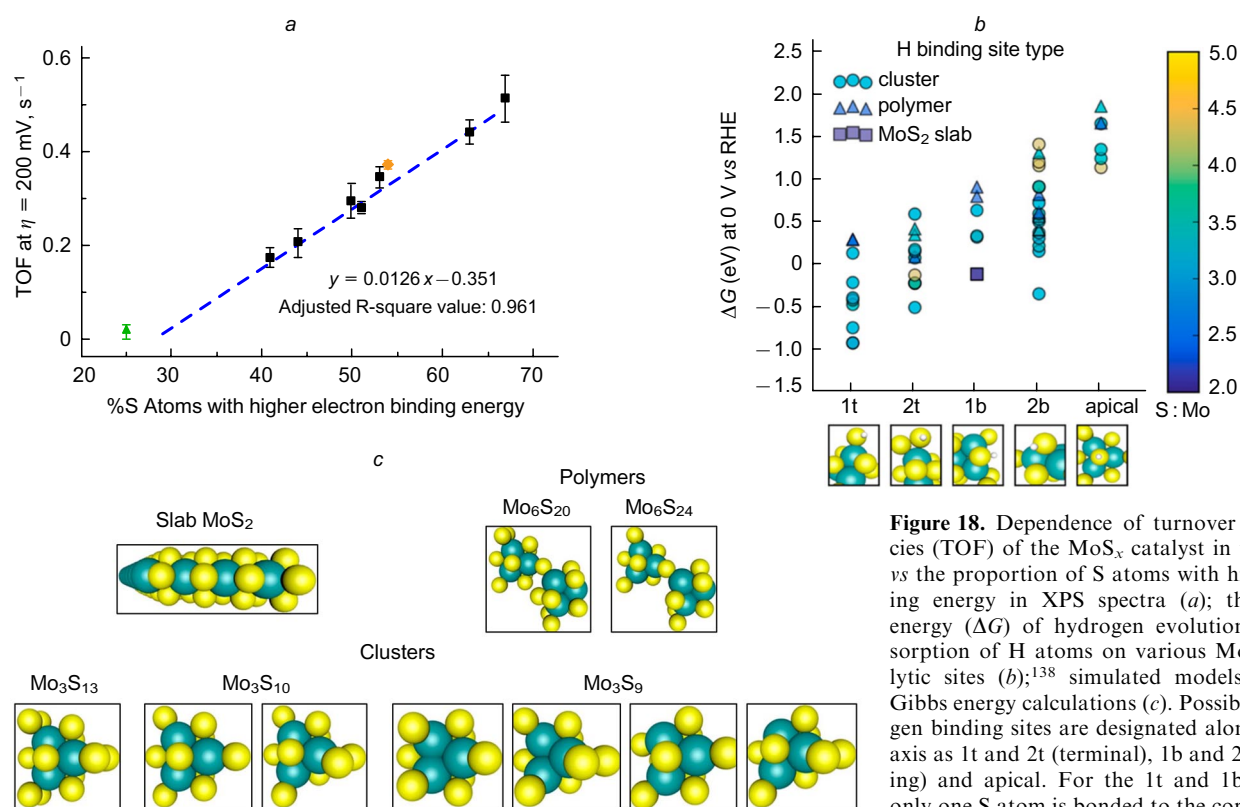 a
TOF at η = 200 mV, s⁻¹
0.6
0.4
0.2
0
20 30 40 50 60 70
%S Atoms with higher electron binding energy
y = 0.0126 x − 0.351
Adjusted R-square value: 0.961
b
H binding site type
cluster
polymer
MoS₂ slab
ΔG (eV) at 0 V vs RHE
2.5
2.0
1.5
1.0
0.5
0
−0.5
−1.0
−1.5
1t 2t 1b 2b apical
5.0
4.5
4.0
3.5
3.0
2.5
2.0
S : Mo
c
Slab MoS₂
Polymers
Mo₆S₂₀ Mo₆S₂₄
Clusters
Mo₃S₁₃ Mo₃S₁₀ Mo₃S₉
Figure 18. Dependence of turnover
cies (TOF) of the MoSₓ catalyst in
vs the proportion of S atoms with hi
ing energy in XPS spectra (a); th
energy (ΔG) of hydrogen evolution
sorption of H atoms on various Mo
lytic sites (b);¹³⁸ simulated models
Gibbs energy calculations (c). Possib
gen binding sites are designated alon
axis as 1t and 2t (terminal), 1b and 2
ing) and apical. For the 1t and 1b
only one S atom is bonded to the cor